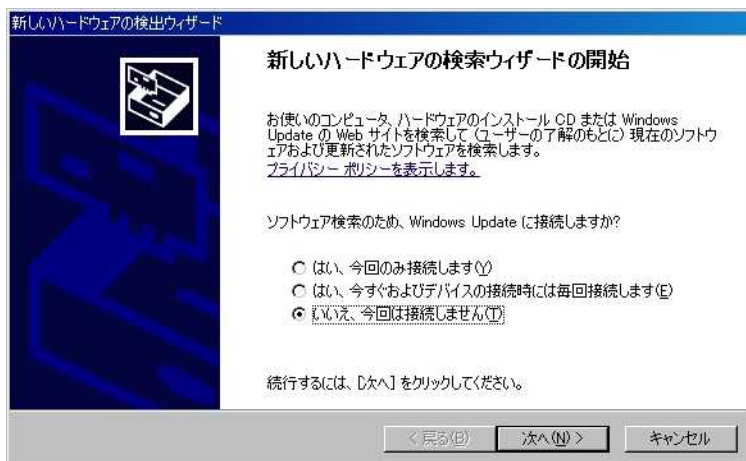 新しいハードウェアの検出ウィザード
新しいハードウェアの検索ウィザードの開始
お使いのコンピュータ、ハードウェアのインストール CD または Windows
Update の Web サイトを検索して (ユーザーの了解のもとに) 現在のソフトウ
ェアおよび更新されたソフトウェアを検索します。
プライバシー ポリシーを表示します。
ソフトウェア検索のため、Windows Update に接続しますか?
はい、今回のみ接続します(Y)
はい、今すぐおよびデバイスの接続時には毎回接続します(E)
いいえ、今回は接続しません(T)
続行するには、[次へ] をクリックしてください。
< 戻る(B)
次へ(N) >
キャンセル